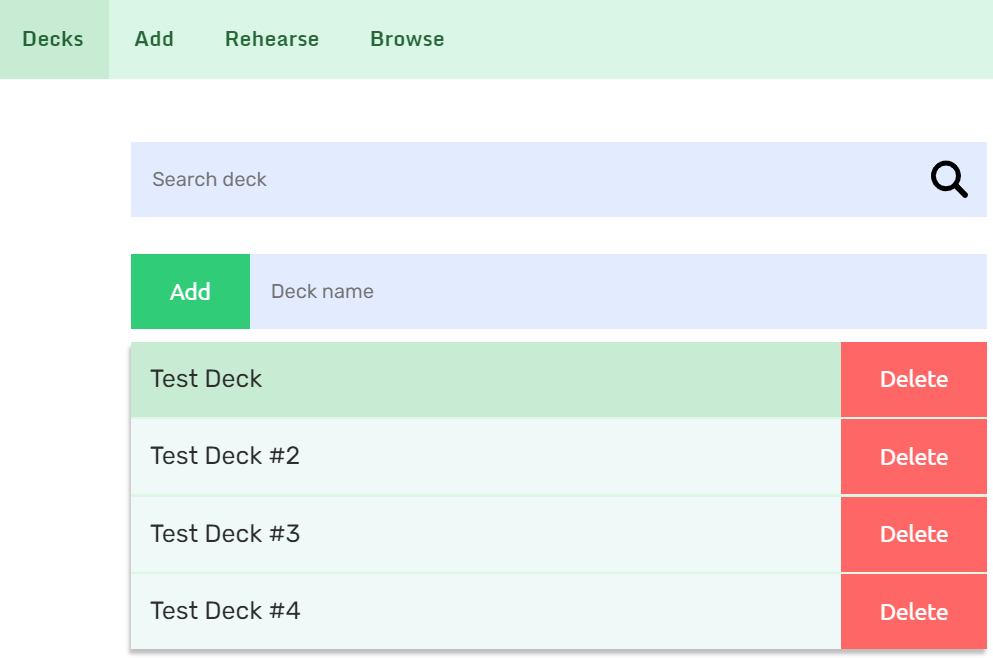 Decks Add Rehearse Browse
Search deck
Add Deck name
Test Deck Delete
Test Deck #2 Delete
Test Deck #3 Delete
Test Deck #4 Delete